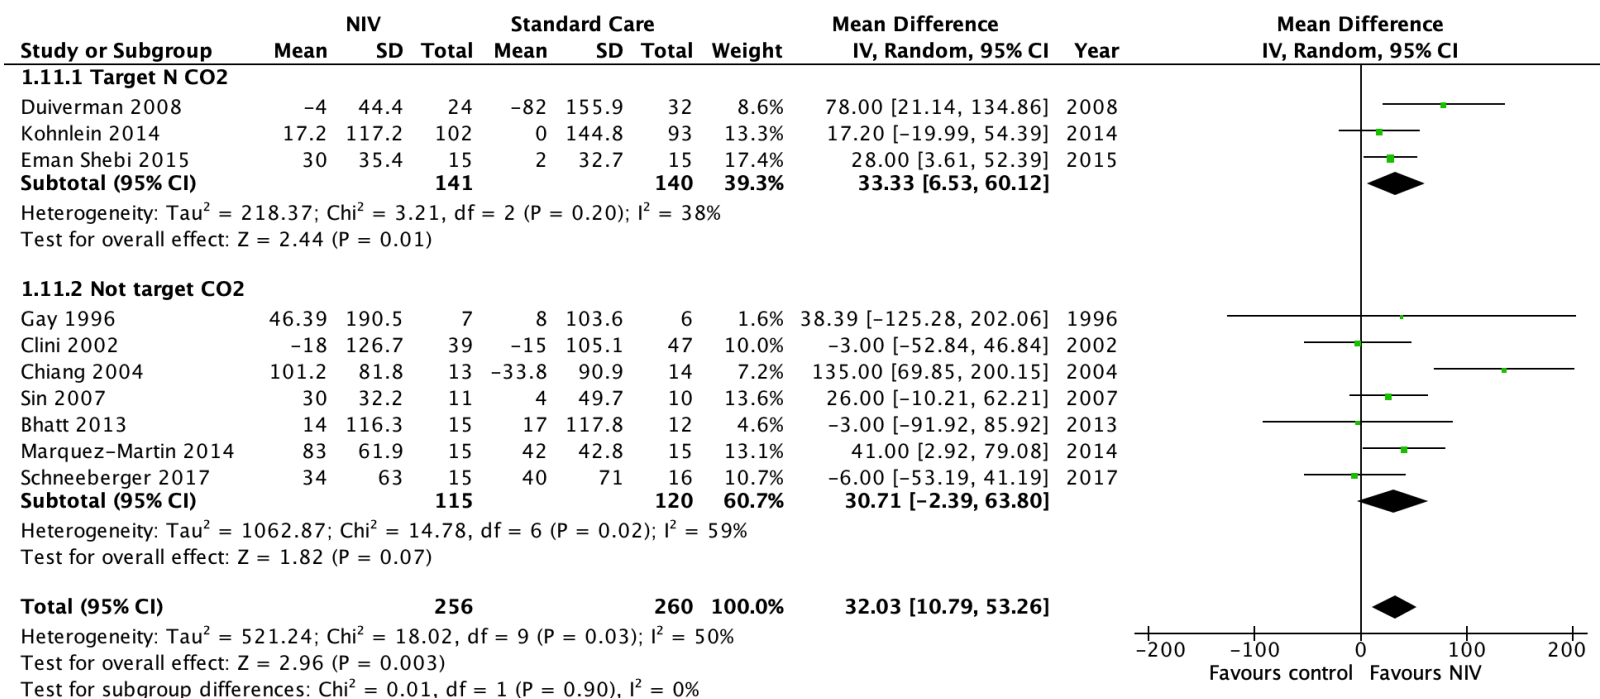 NIV Standard Care Mean Difference Mean Difference
Study or Subgroup Mean SD Total Mean SD Total Weight IV, Random, 95% CI Year IV, Random, 95% CI
1.11.1 Target N CO2
Duiverman 2008 −4 44.4 24 −82 155.9 32 8.6% 78.00 [21.14, 134.86] 2008
Kohnlein 2014 17.2 117.2 102 0 144.8 93 13.3% 17.20 [−19.99, 54.39] 2014
Eman Shebi 2015 30 35.4 15 2 32.7 15 17.4% 28.00 [3.61, 52.39] 2015
Subtotal (95% CI) 141 140 39.3% 33.33 [6.53, 60.12]
Heterogeneity: Tau² = 218.37; Chi² = 3.21, df = 2 (P = 0.20); I² = 38%
Test for overall effect: Z = 2.44 (P = 0.01)
1.11.2 Not target CO2
Gay 1996 46.39 190.5 7 8 103.6 6 1.6% 38.39 [−125.28, 202.06] 1996
Clini 2002 −18 126.7 39 −15 105.1 47 10.0% −3.00 [−52.84, 46.84] 2002
Chiang 2004 101.2 81.8 13 −33.8 90.9 14 7.2% 135.00 [69.85, 200.15] 2004
Sin 2007 30 32.2 11 4 49.7 10 13.6% 26.00 [−10.21, 62.21] 2007
Bhatt 2013 14 116.3 15 17 117.8 12 4.6% −3.00 [−91.92, 85.92] 2013
Marquez−Martin 2014 83 61.9 15 42 42.8 15 13.1% 41.00 [2.92, 79.08] 2014
Schneeberger 2017 34 63 15 40 71 16 10.7% −6.00 [−53.19, 41.19] 2017
Subtotal (95% CI) 115 120 60.7% 30.71 [−2.39, 63.80]
Heterogeneity: Tau² = 1062.87; Chi² = 14.78, df = 6 (P = 0.02); I² = 59%
Test for overall effect: Z = 1.82 (P = 0.07)
Total (95% CI) 256 260 100.0% 32.03 [10.79, 53.26]
Heterogeneity: Tau² = 521.24; Chi² = 18.02, df = 9 (P = 0.03); I² = 50%
Test for overall effect: Z = 2.96 (P = 0.003)
Test for subgroup differences: Chi² = 0.01, df = 1 (P = 0.90), I² = 0%
−200 −100 0 100 200
Favours control Favours NIV